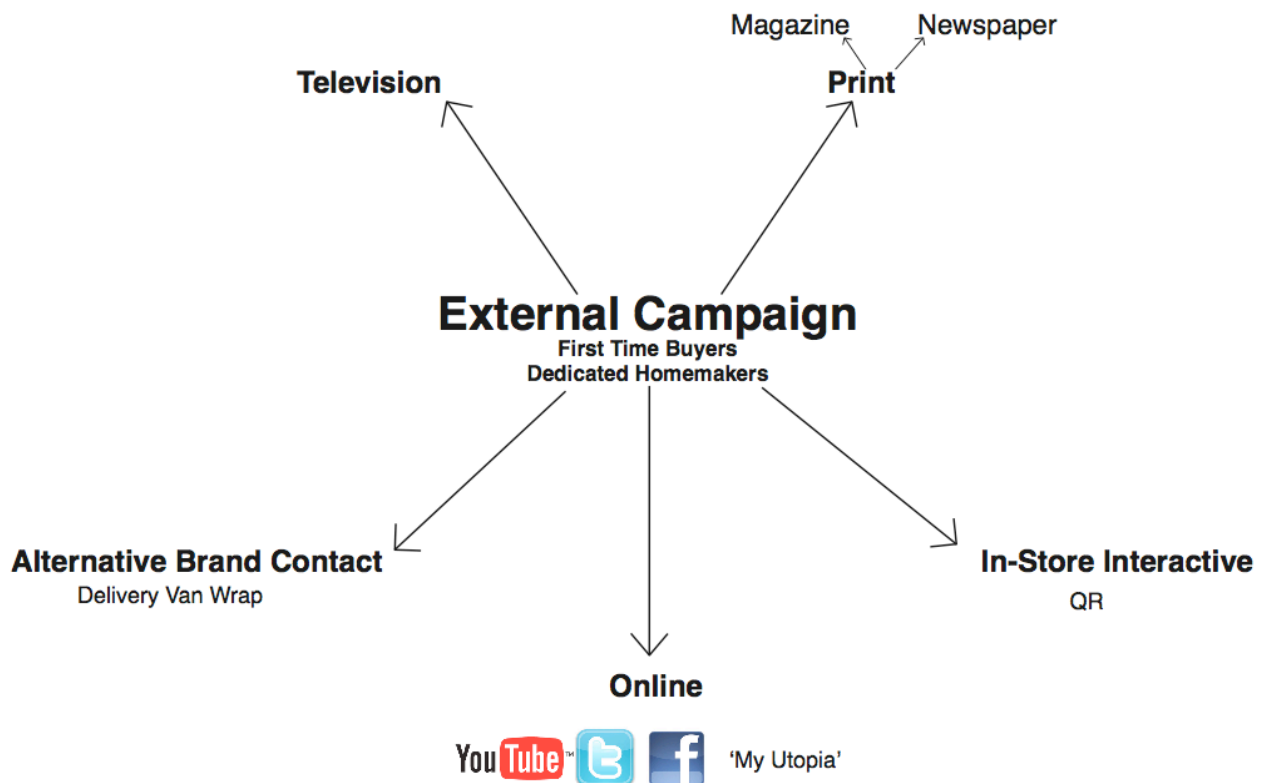 Magazine Newspaper
Television
Print
External Campaign
First Time Buyers
Dedicated Homemakers
Alternative Brand Contact
Delivery Van Wrap
In-Store Interactive
QR
Online
YouTube™ t f 'My Utopia'